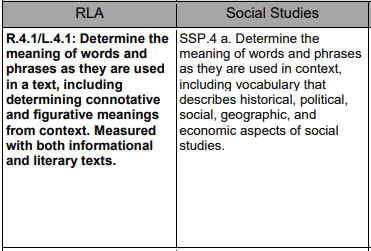 RLA
Social Studies
R.4.1/L.4.1: Determine the
meaning of words and
phrases as they are used
in a text, including
determining connotative
and figurative meanings
from context. Measured
with both informational
and literary texts.
SSP.4 a. Determine the
meaning of words and phrases
as they are used in context,
including vocabulary that
describes historical, political,
social, geographic, and
economic aspects of social
studies.